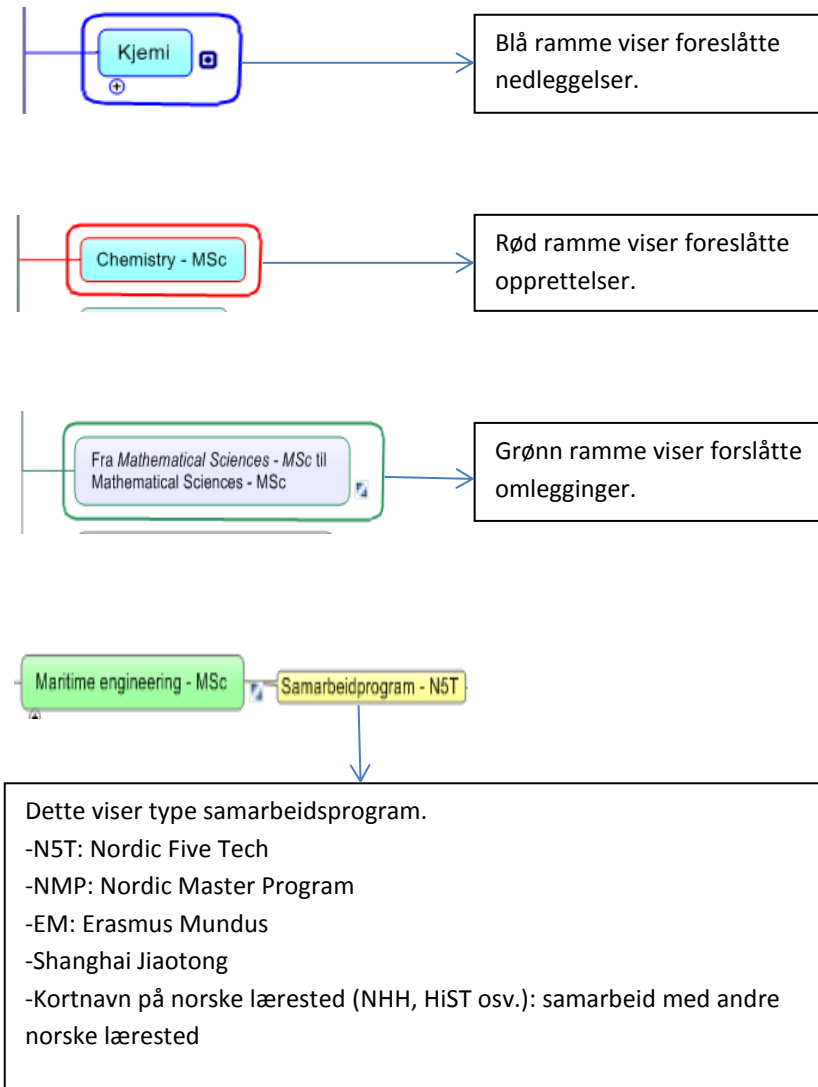 Kjemi
Blå ramme viser foreslåtte
nedleggelser.
Chemistry - MSc
Rød ramme viser foreslåtte
opprettelser.
Fra Mathematical Sciences - MSc til
Mathematical Sciences - MSc
Grønn ramme viser forslåtte
omlegginger.
Maritime engineering - MSc
Samarbeidprogram - N5T
Dette viser type samarbeidsprogram.
-N5T: Nordic Five Tech
-NMP: Nordic Master Program
-EM: Erasmus Mundus
-Shanghai Jiaotong
-Kortnavn på norske lærested (NHH, HiST osv.): samarbeid med andre
norske lærested